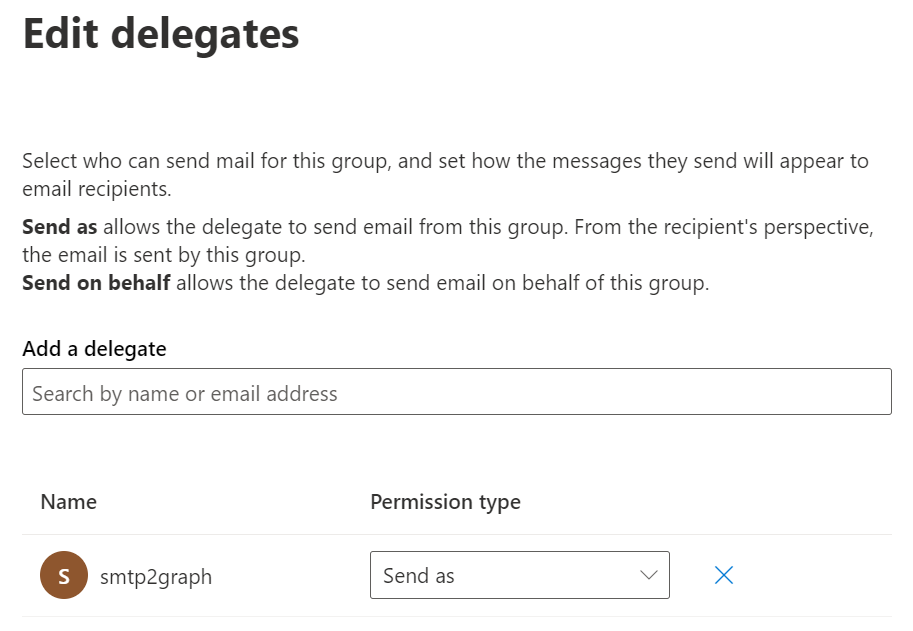 Edit delegates
Select who can send mail for this group, and set how the messages they send will appear to
email recipients.
Send as allows the delegate to send email from this group. From the recipient's perspective,
the email is sent by this group.
Send on behalf allows the delegate to send email on behalf of this group.
Add a delegate
Search by name or email address
Name Permission type
S smtp2graph Send as